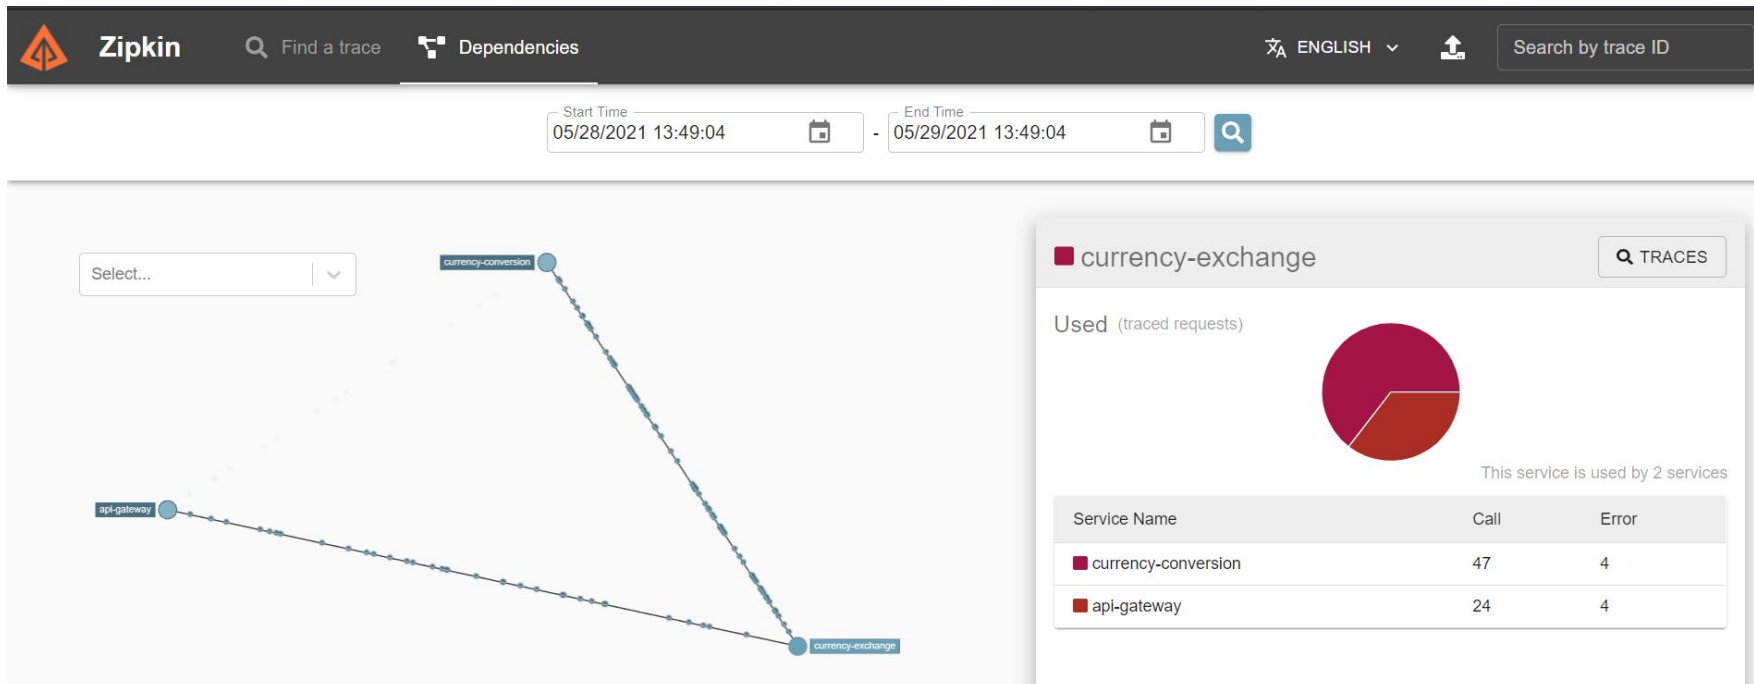 Zipkin
Find a trace
Dependencies
ENGLISH
Search by trace ID
Start Time
05/28/2021 13:49:04
-
End Time
05/29/2021 13:49:04
Select...
currency-conversion
api-gateway
currency-exchange
currency-exchange
TRACES
Used (traced requests)
This service is used by 2 services
Service Name Call Error
currency-conversion 47 4
api-gateway 24 4